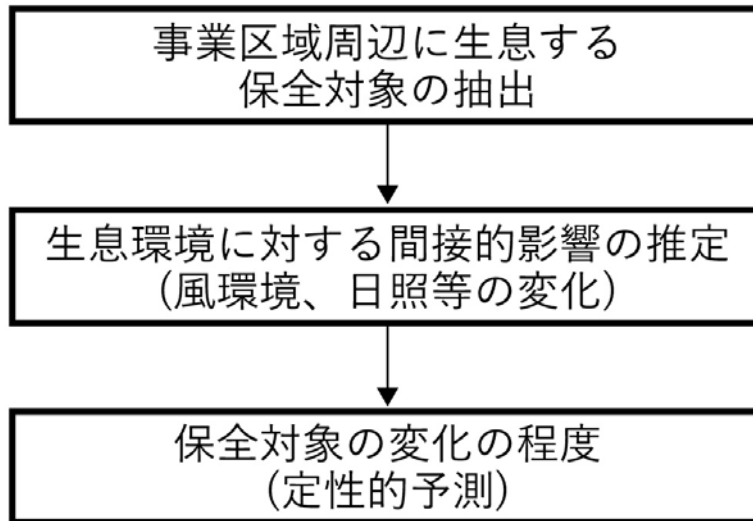 事業区域周辺に生息する
保全対象の抽出
生息環境に対する間接的影響の推定
(風環境、日照等の変化)
保全対象の変化の程度
(定性的予測)